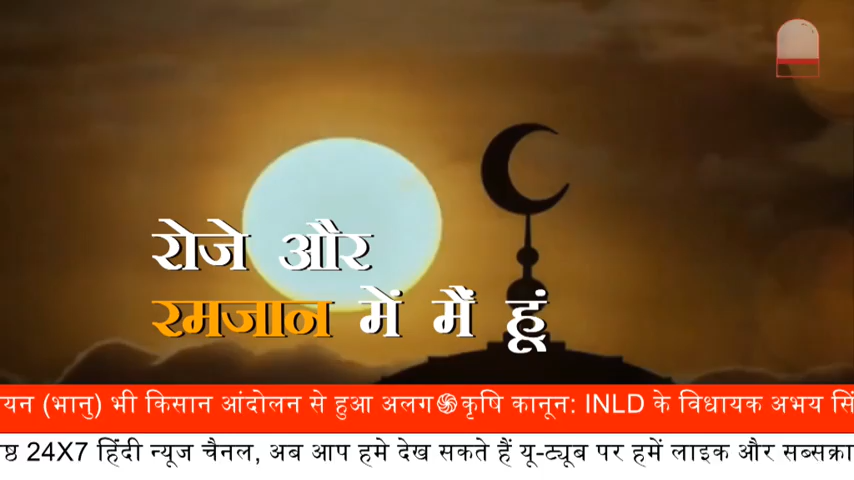 रोजे और
रमजान में मैं हूं
यन (भानु) भी किसान आंदोलन से हुआ अलग֍कृषि कानून: INLD के विधायक अभय सिं
ष्ठ 24X7 हिंदी न्यूज चैनल, अब आप हमे देख सकते हैं यू-ट्यूब पर हमें लाइक और सब्सक्रा